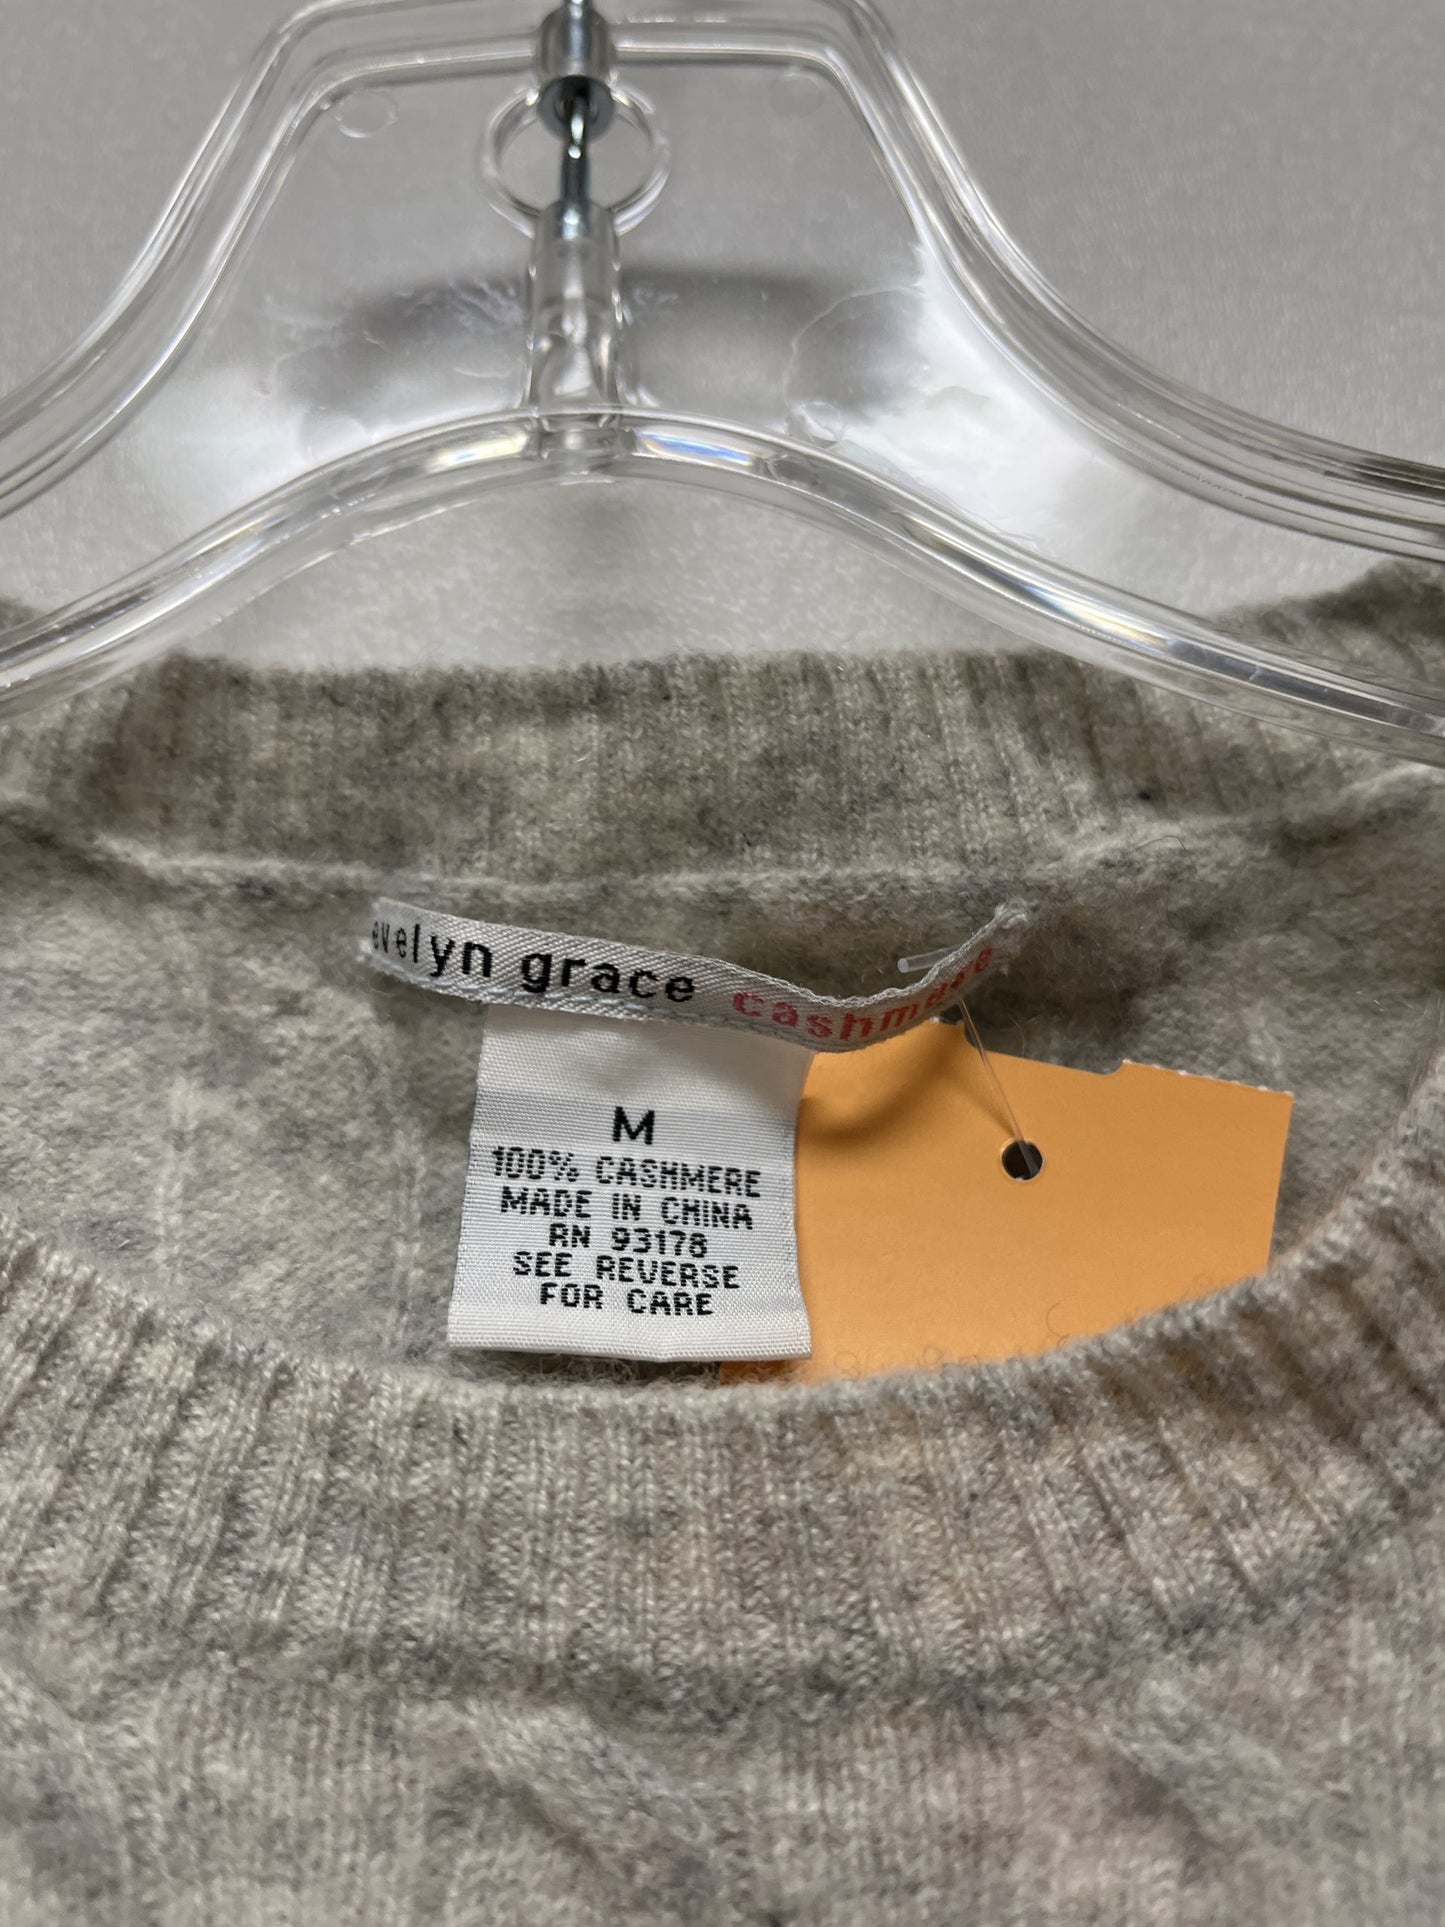 evelyn grace cashmere
M
100% CASHMERE
MADE IN CHINA
RN 93178
SEE REVERSE
FOR CARE